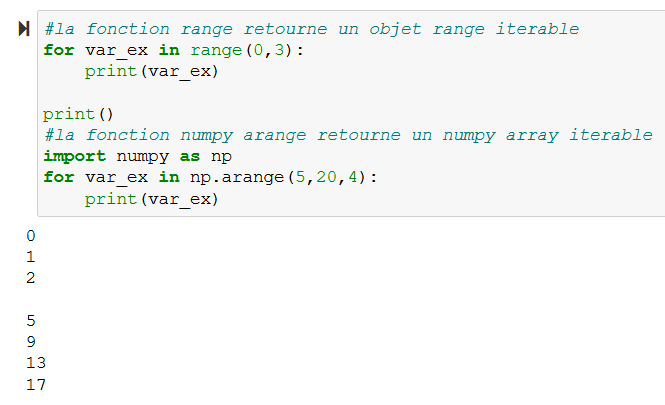 #la fonction range retourne un objet range iterable
for var_ex in range(0,3):
    print(var_ex)

print()
#la fonction numpy arange retourne un numpy array iterable
import numpy as np
for var_ex in np.arange(5,20,4):
    print(var_ex)
0
1
2

5
9
13
17